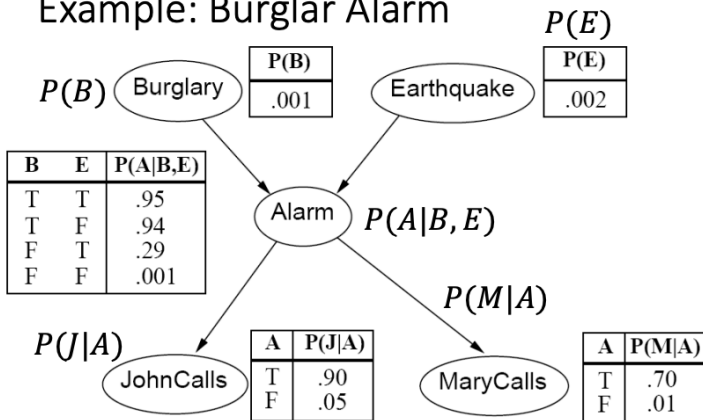 Example: Burglar Alarm
P(E)
P(B)
Burglary
P(B)
.001
Earthquake
P(E)
.002
B E P(A|B,E)
T T .95
T F .94
F T .29
F F .001
Alarm
P(A|B, E)
P(M|A)
P(J|A)
JohnCalls
A P(J|A)
T .90
F .05
MaryCalls
A P(M|A)
T .70
F .01